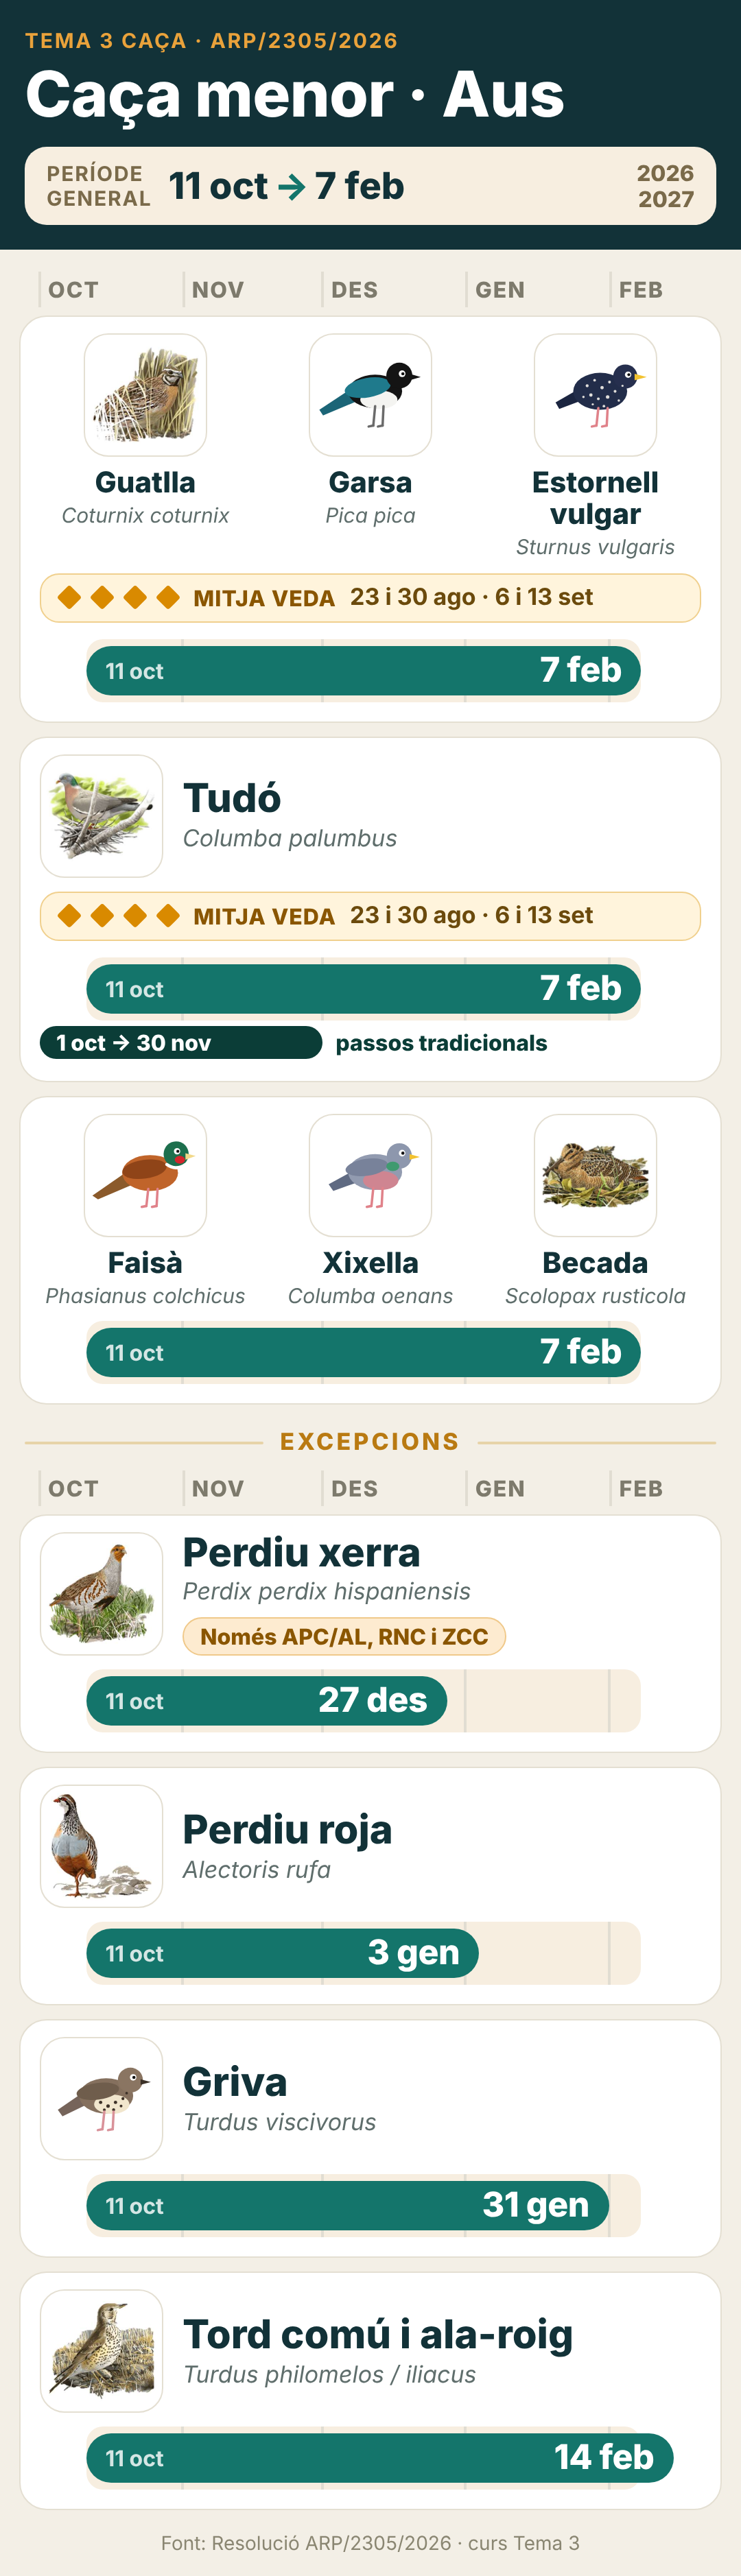 TEMA 3 CAÇA · ARP/2305/2026
Caça menor · Aus
PERÍODE
GENERAL
11 oct → 7 feb
2026
2027
OCT NOV DES GEN FEB
Guatlla
Coturnix coturnix
Garsa
Pica pica
Estornell
vulgar
Sturnus vulgaris
MITJA VEDA 23 i 30 ago · 6 i 13 set
11 oct 7 feb
Tudó
Columba palumbus
MITJA VEDA 23 i 30 ago · 6 i 13 set
11 oct 7 feb
1 oct → 30 nov passos tradicionals
Faisà
Phasianus colchicus
Xixella
Columba oenans
Becada
Scolopax rusticola
11 oct 7 feb
EXCEPCIONS
OCT NOV DES GEN FEB
Perdiu xerra
Perdix perdix hispaniensis
Només APC/AL, RNC i ZCC
11 oct 27 des
Perdiu roja
Alectoris rufa
11 oct 3 gen
Griva
Turdus viscivorus
11 oct 31 gen
Tord comú i ala-roig
Turdus philomelos / iliacus
11 oct 14 feb
Font: Resolució ARP/2305/2026 · curs Tema 3